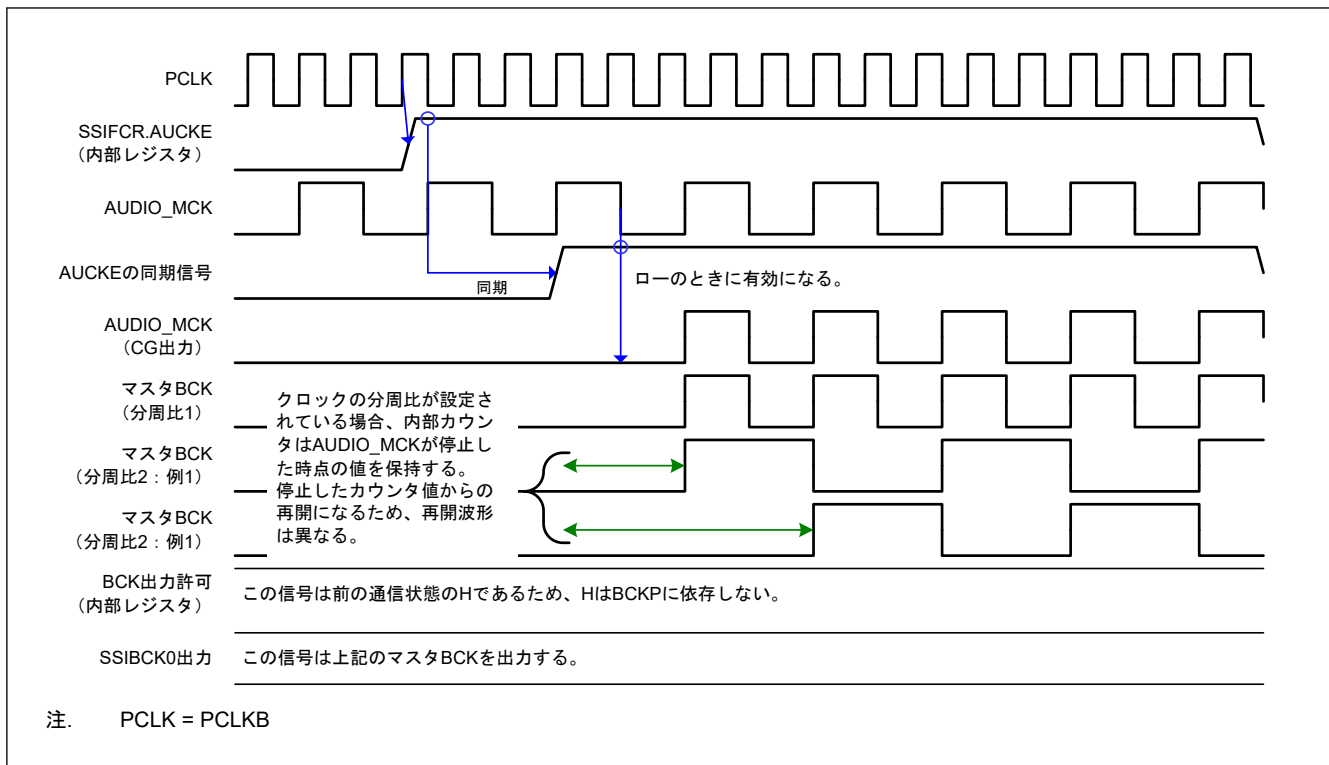 PCLK
SSIFCR.AUCKE
（内部レジスタ）
AUDIO_MCK
AUCKEの同期信号
同期
ローのときに有効になる。
AUDIO_MCK
（CG出力）
マスタBCK
（分周比1）
クロックの分周比が設定さ
れている場合、内部カウン
タはAUDIO_MCKが停止し
た時点の値を保持する。
停止したカウンタ値からの
再開になるため、再開波形
は異なる。
マスタBCK
（分周比2：例1）
マスタBCK
（分周比2：例1）
BCK出力許可
（内部レジスタ）
この信号は前の通信状態のHであるため、HはBCKPに依存しない。
SSIBCK0出力
この信号は上記のマスタBCKを出力する。
注. PCLK = PCLKB